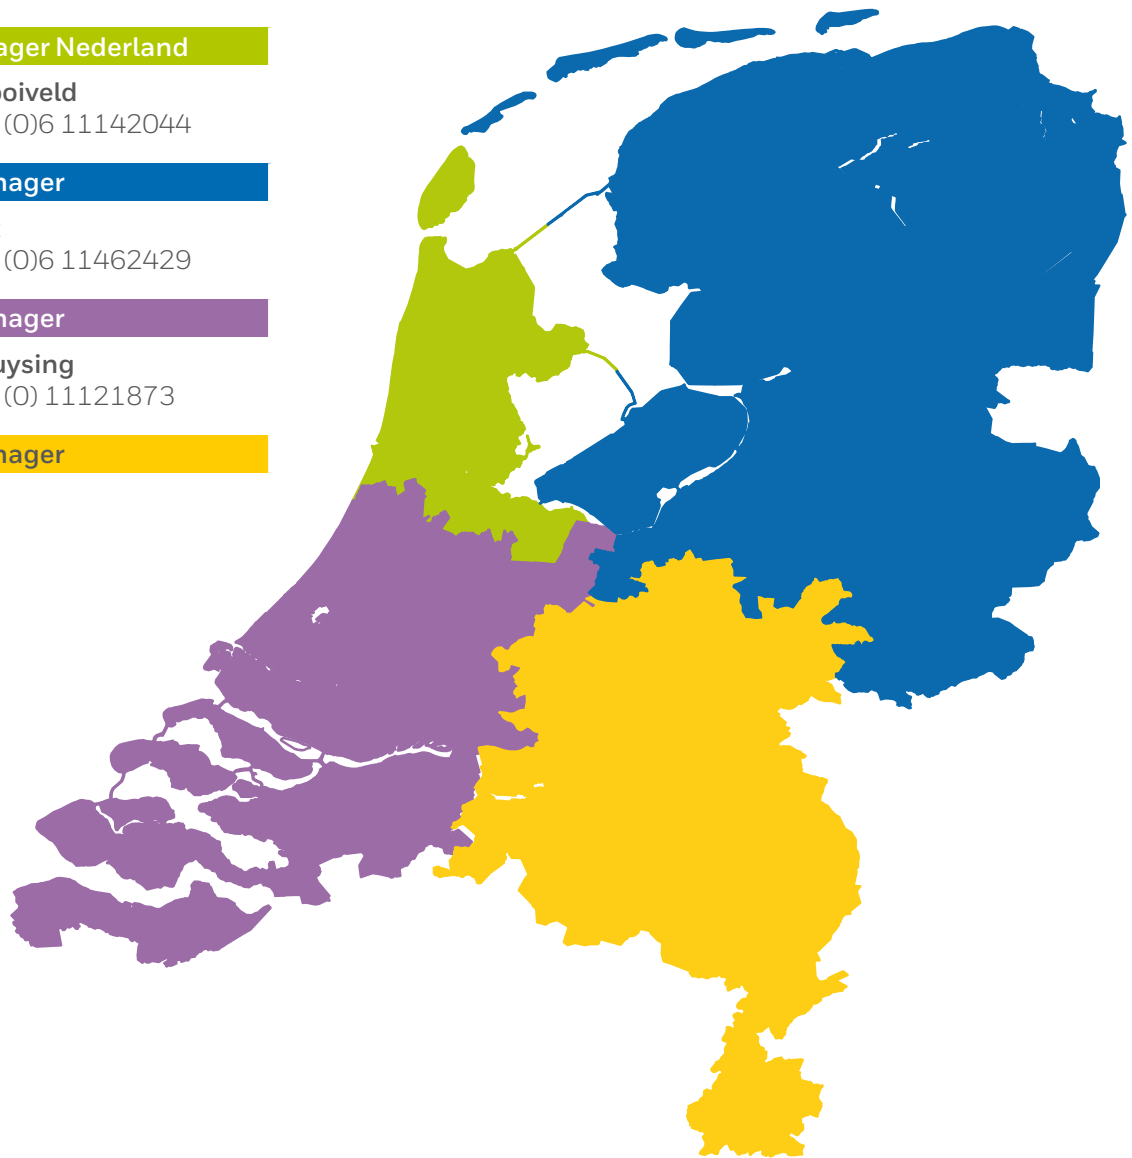 ager Nederland
oiveld
(0)6 11142044
nager
(0)6 11462429
nager
uysing
(0) 11121873
nager